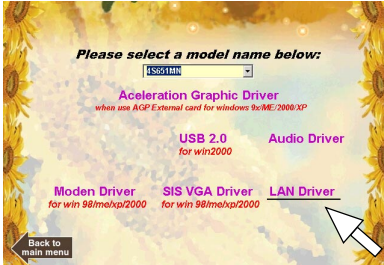 Please select a model name below:
4S651MN
Aceleration Graphic Driver
when use AGP External card for windows 9x/ME/2000/XP
USB 2.0
for win2000
Audio Driver
Moden Driver
for win 98/me/xp/2000
SIS VGA Driver
for win 98/me/xp/2000
LAN Driver
Back to
main menu